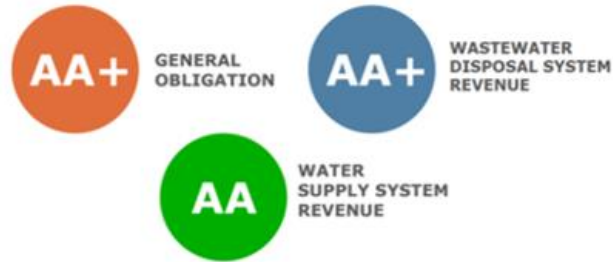 AA+
GENERAL
OBLIGATION
AA+
WASTEWATER
DISPOSAL SYSTEM
REVENUE
AA
WATER
SUPPLY SYSTEM
REVENUE